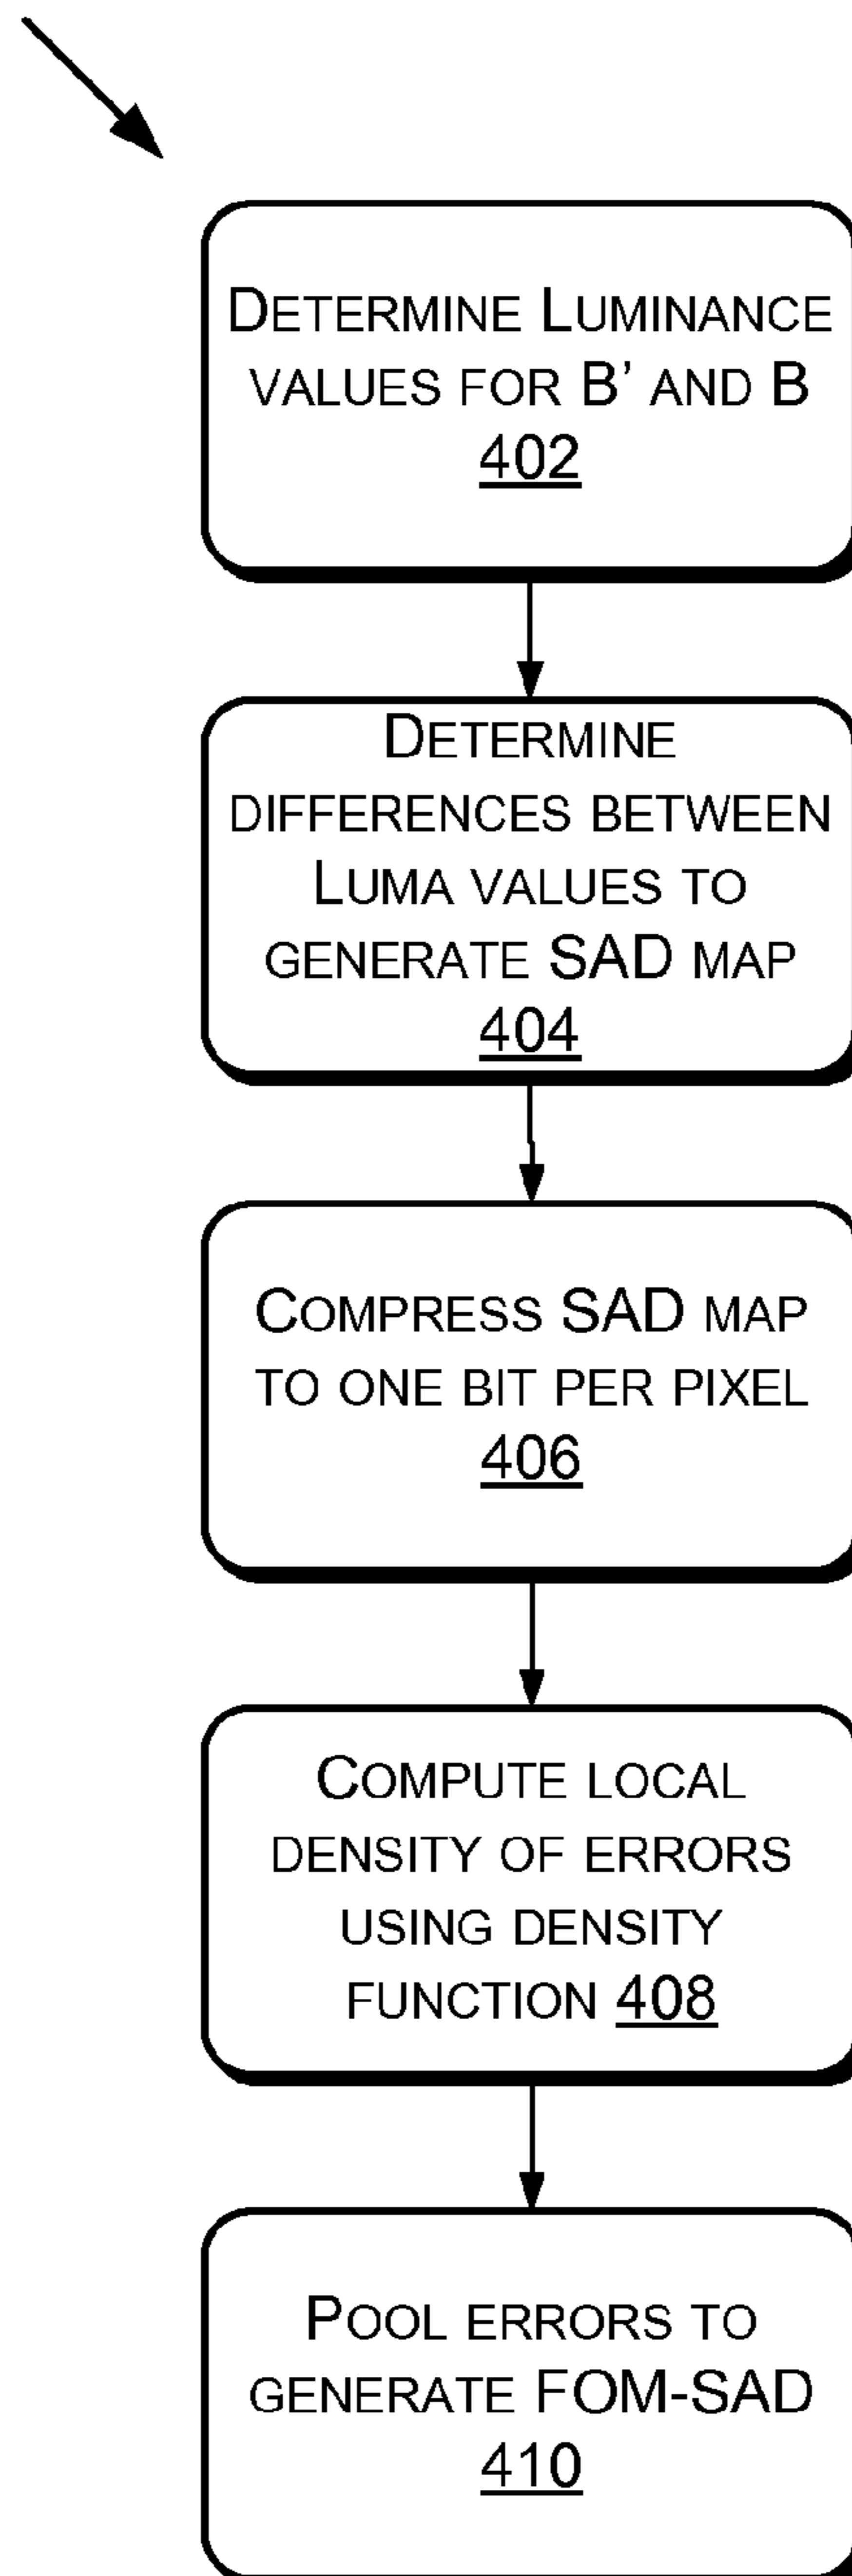 DETERMINE LUMINANCE
VALUES FOR B' AND B
402
DETERMINE
DIFFERENCES BETWEEN
LUMA VALUES TO
GENERATE SAD MAP
404
COMPRESS SAD MAP
TO ONE BIT PER PIXEL
406
COMPUTE LOCAL
DENSITY OF ERRORS
USING DENSITY
FUNCTION 408
POOL ERRORS TO
GENERATE FOM-SAD
410